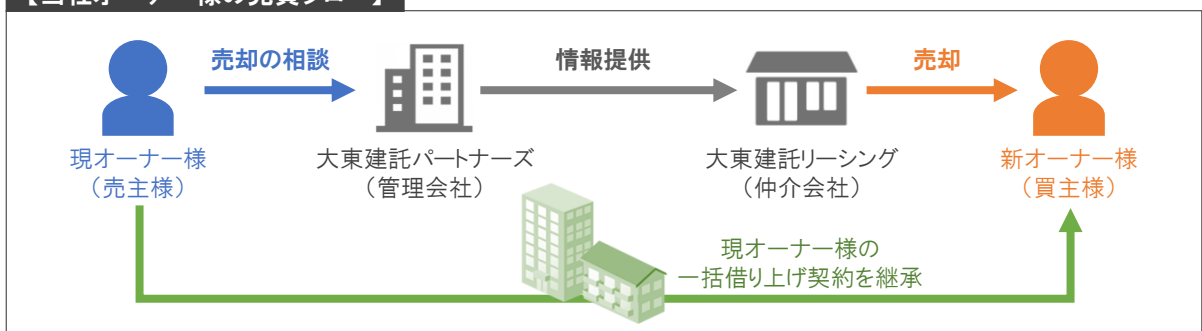 売却の相談
情報提供
売却
現オーナー様
（売主様）
大東建託パートナーズ
（管理会社）
大東建託リーシング
（仲介会社）
新オーナー様
（買主様）
現オーナー様の
一括借り上げ契約を継承